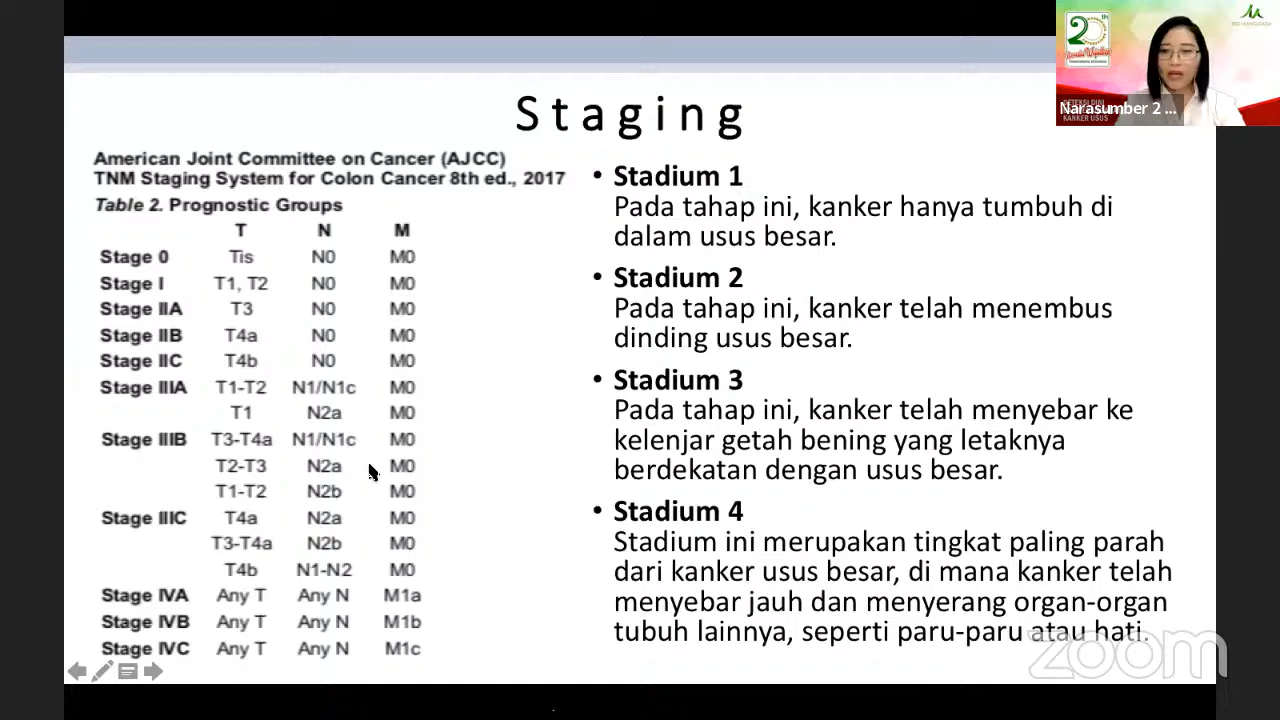 Staging
American Joint Committee on Cancer (AJCC)
TNM Staging System for Colon Cancer 8th ed., 2017
Table 2. Prognostic Groups
T N M
Stage 0 Tis N0 M0
Stage I T1, T2 N0 M0
Stage IIA T3 N0 M0
Stage IIB T4a N0 M0
Stage IIC T4b N0 M0
Stage IIIA T1-T2 N1/N1c M0
T1 N2a M0
Stage IIIB T3-T4a N1/N1c M0
T2-T3 N2a M0
T1-T2 N2b M0
Stage IIIC T4a N2a M0
T3-T4a N2b M0
T4b N1-N2 M0
Stage IVA Any T Any N M1a
Stage IVB Any T Any N M1b
Stage IVC Any T Any N M1c
• Stadium 1
Pada tahap ini, kanker hanya tumbuh di
dalam usus besar.
• Stadium 2
Pada tahap ini, kanker telah menembus
dinding usus besar.
• Stadium 3
Pada tahap ini, kanker telah menyebar ke
kelenjar getah bening yang letaknya
berdekatan dengan usus besar.
• Stadium 4
Stadium ini merupakan tingkat paling parah
dari kanker usus besar, di mana kanker telah
menyebar jauh dan menyerang organ-organ
tubuh lainnya, seperti paru-paru atau hati.
zoom
20th
DETEKSI DINI
Narasumber 2 ...
KANKER USUS